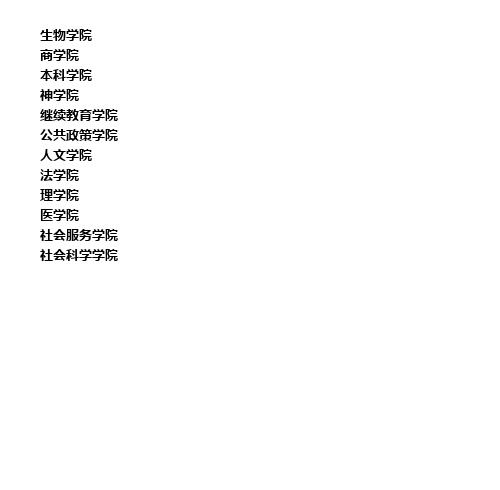 生物学院
商学院
本科学院
神学院
继续教育学院
公共政策学院
人文学院
法学院
理学院
医学院
社会服务学院
社会科学学院